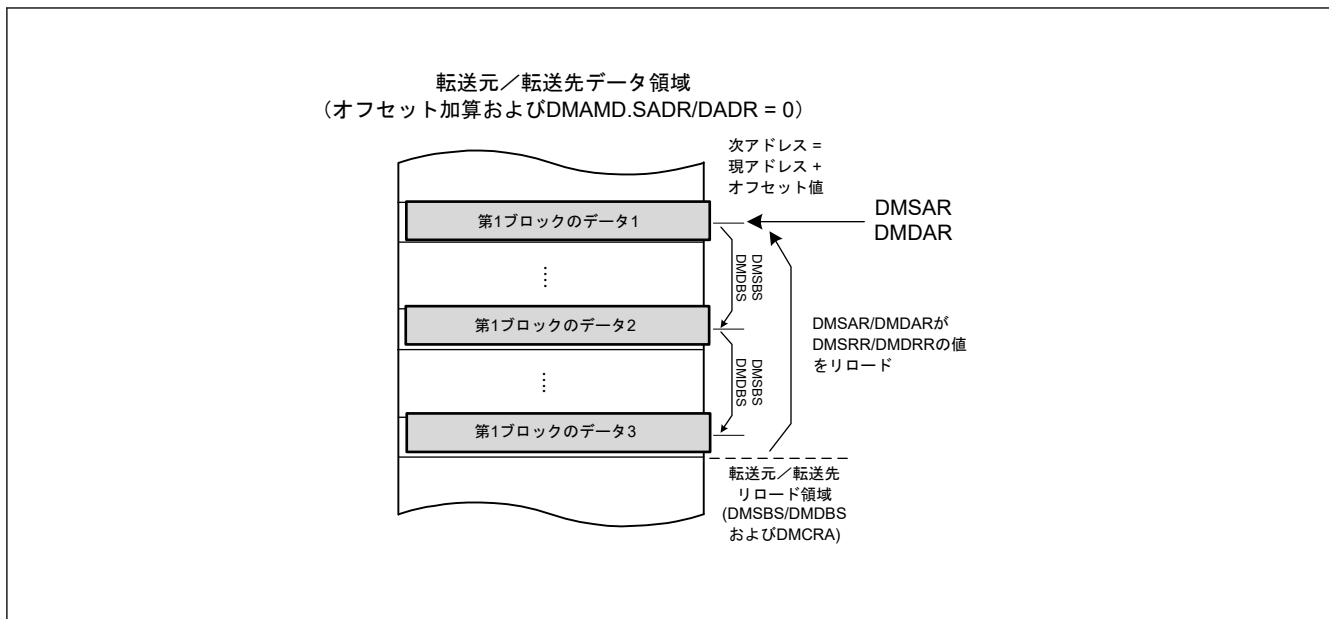 転送元／転送先データ領域
（オフセット加算およびDMAMD.SADR/DADR = 0）
次アドレス =
現アドレス +
オフセット値
DMSAR
DMDAR
第1ブロックのデータ1
DMSBS
DMDBS
第1ブロックのデータ2
DMSAR/DMDARが
DMSRR/DMDRRの値
をリロード
DMSBS
DMDBS
第1ブロックのデータ3
転送元／転送先
リロード領域
(DMSBS/DMDBS
およびDMCRA)